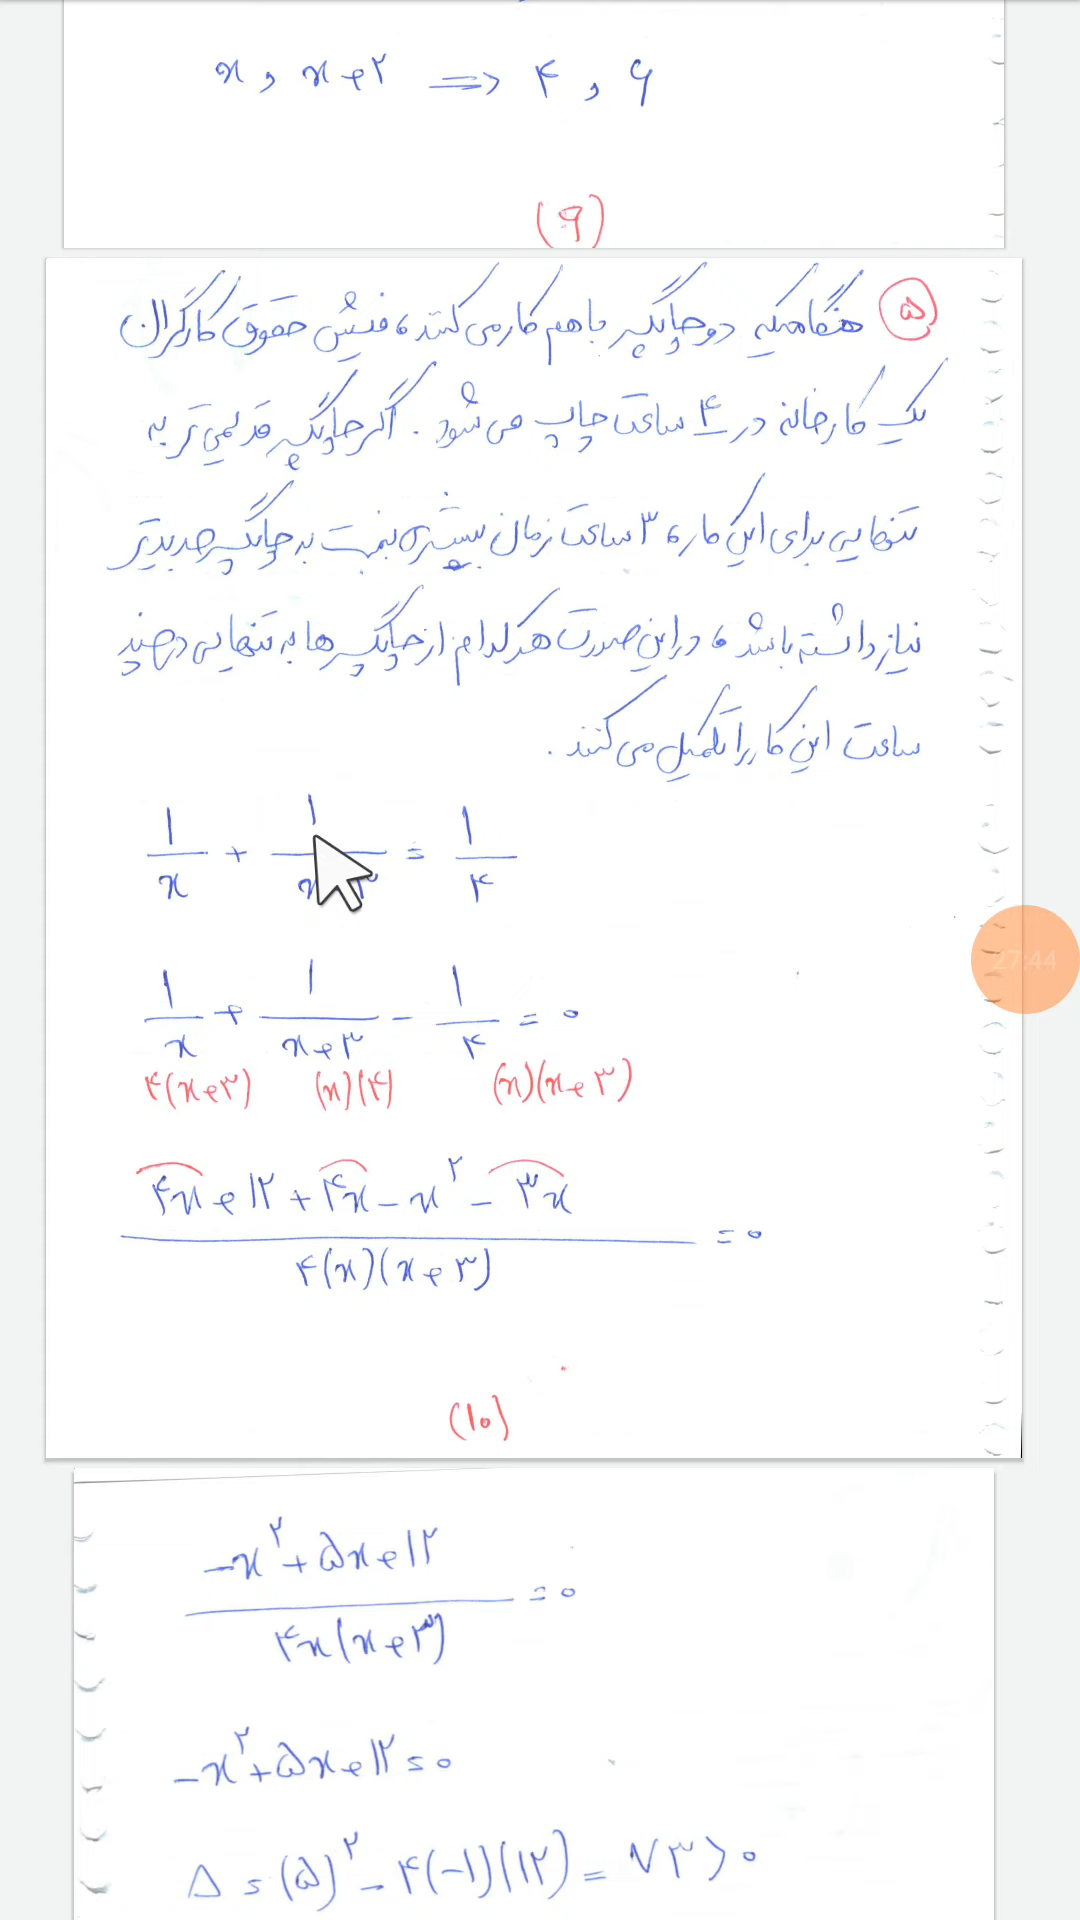 x , x+۲ => ۴ , ۶
(۹)
۵ هنگامیکه دو چاپگر باهم کار می کنند ، فیش حقوق کارگران
یک کارخانه در ۴ ساعت چاپ می شود . اگر چاپگر قدیمی تر به
تنهایی برای این کار ، ۳ ساعت زمان بیشتری نسبت به چاپگر جدیدتر
نیاز داشته باشد ، در این صورت هر کدام از چاپگرها به تنهایی در چند
ساعت این کار را تکمیل می کنند .
۱/x + ۱/x ۳ = ۱/۴
۱/x + ۱/x+۳ - ۱/۴ = ۰
۴(x+۳) (x)(۴) (x)(x+۳)
۴x+۱۲+۴x-x^۲-۳x / ۴(x)(x+۳) = ۰
(۱۰)
-x^۲+۵x+۱۲ / ۴x(x+۳) = ۰
-x^۲+۵x+۱۲=۰
Δ = (۵)^۲ - ۴(-۱)(۱۲) = ۷۳ > ۰
27:44